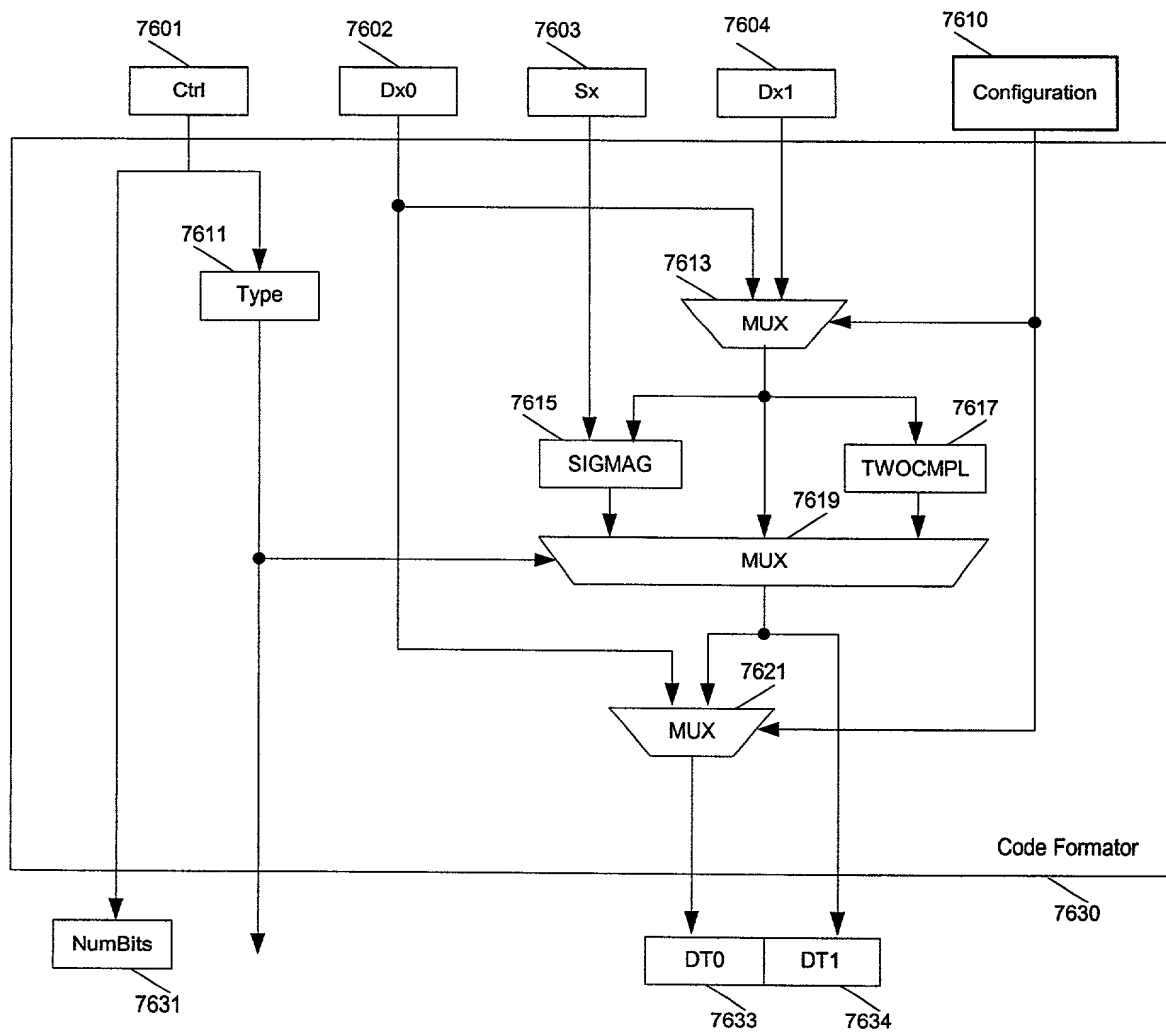 7601
7602
7603
7604
7610
Ctrl
Dx0
Sx
Dx1
Configuration
7611
Type
7613
MUX
7615
SIGMAG
7617
TWOCMPL
7619
MUX
7621
MUX
Code Formator
7630
NumBits
7631
DT0
DT1
7633
7634